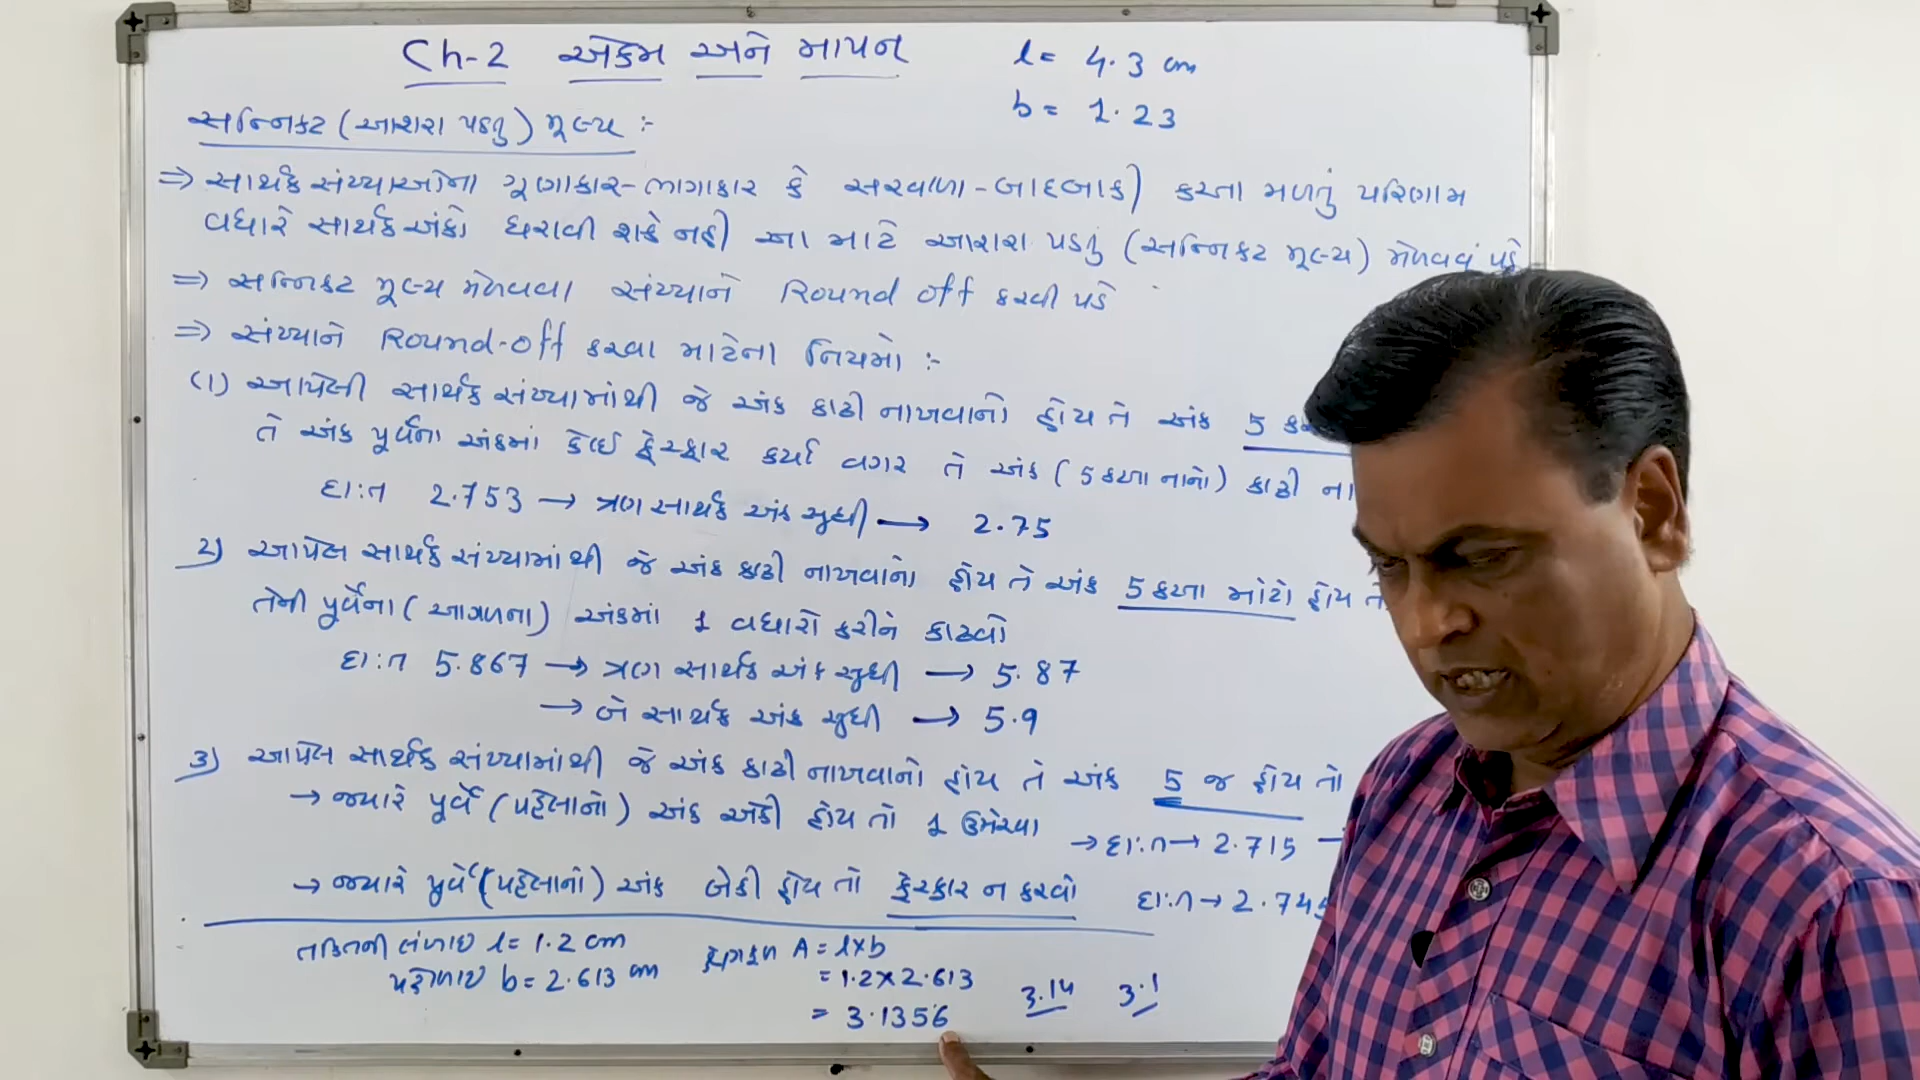 Ch-2 એકમ અને માપન
l = 4.3 cm
b = 1.23
સન્નિકટ (આશરા પડતુ) મૂલ્ય :-
⇒ સાર્થક સંખ્યાઓના ગુણાકાર-ભાગાકાર કે સરવાળા-બાદબાકી કરતા મળતું પરિણામ
વધારે સાર્થક અંકો ધરાવી શકે નહી આ માટે આશરા પડતું (સન્નિકટ મૂલ્ય) મેળવવું પડે
⇒ સન્નિકટ મૂલ્ય મેળવવા સંખ્યાને Round off કરવી પડે
⇒ સંખ્યાને Round-off કરવા માટેના નિયમો :-
(1) આપેલી સાર્થક સંખ્યામાંથી જે અંક કાઢી નાખવાનો હોય તે અંક 5
તે અંક પૂર્વેના અંકમાં કોઈ ફેરફાર કર્યા વગર તે અંક (5 કરતા નાનો) કાઢી ના
દા:ત 2.753 → ત્રણ સાર્થક અંક સુધી → 2.75
2) આપેલ સાર્થક સંખ્યામાંથી જે અંક કાઢી નાખવાનો હોય તે અંક 5 કરતા મોટો હોય ત
તેની પૂર્વેના (આગળના) અંકમાં 1 વધારો કરીને કાઢવો
દા:ત 5.867 → ત્રણ સાર્થક અંક સુધી → 5.87
→ બે સાર્થક અંક સુધી → 5.9
3) આપેલ સાર્થક સંખ્યામાંથી જે અંક કાઢી નાખવાનો હોય તે અંક 5 જ હોય તો
→ જ્યારે પૂર્વે (પહેલાનો) અંક એકી હોય તો 1 ઉમેરવા
→ દા:ત → 2.715 →
→ જ્યારે પૂર્વે (પહેલાનો) અંક બેકી હોય તો ફેરફાર ન કરવો
દા:ત → 2.745
તકતિની લંબાઇ l = 1.2 cm
પહોળાઇ b = 2.613 cm
ક્ષેત્રફળ A = l×b
= 1.2×2.613
= 3.1356
3.14 3.1